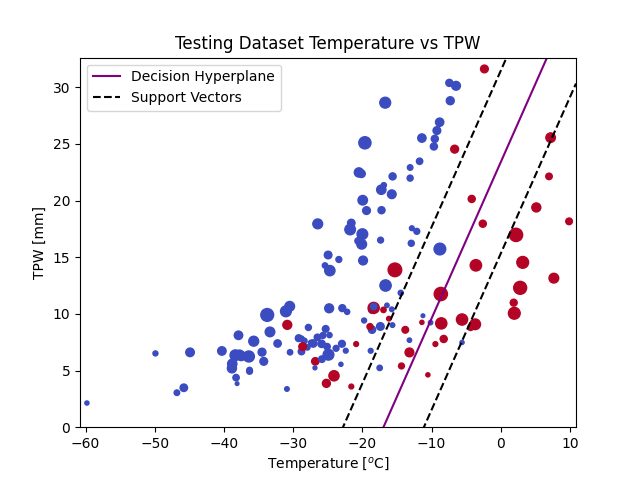 Testing Dataset Temperature vs TPW
Decision Hyperplane
Support Vectors
TPW [mm]
30
25
20
15
10
5
0
−60 −50 −40 −30 −20 −10 0 10
Temperature [°C]